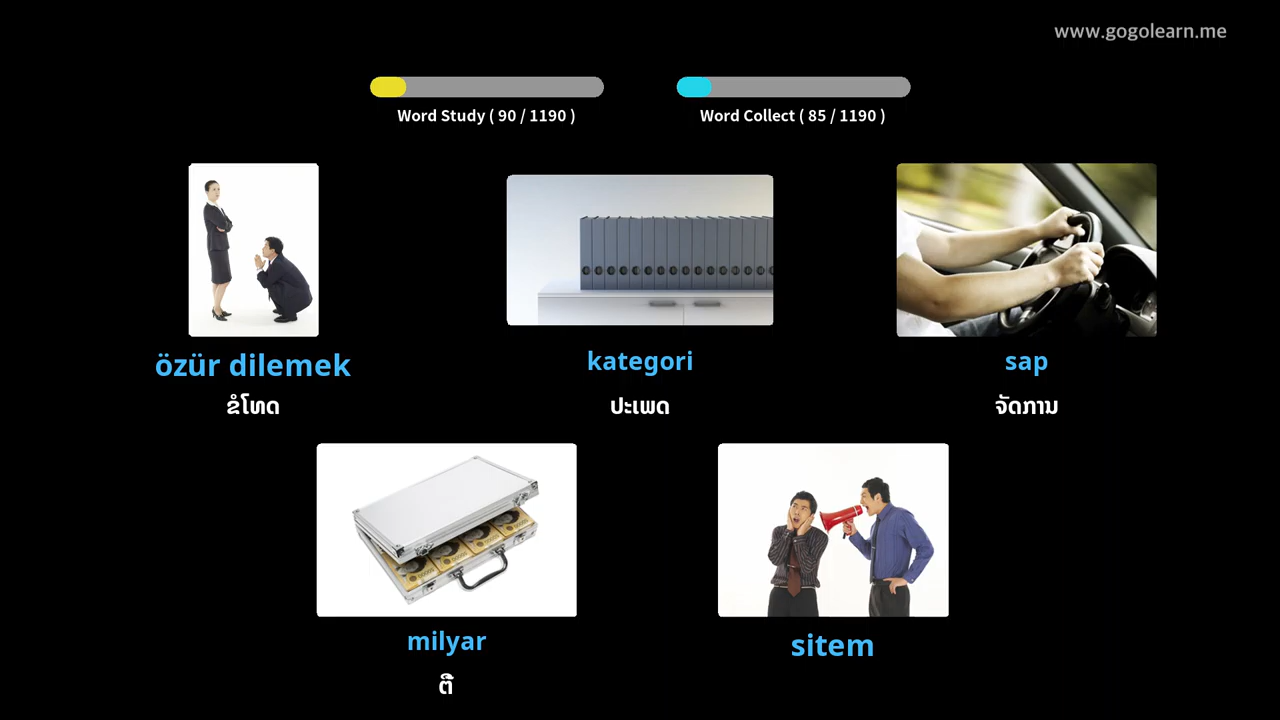 www.gogolearn.me
Word Study ( 90 / 1190 )
Word Collect ( 85 / 1190 )
özür dilemek
ຂໍໂທດ
kategori
ປະເພດ
sap
ຈັດການ
milyar
ຕື້
sitem